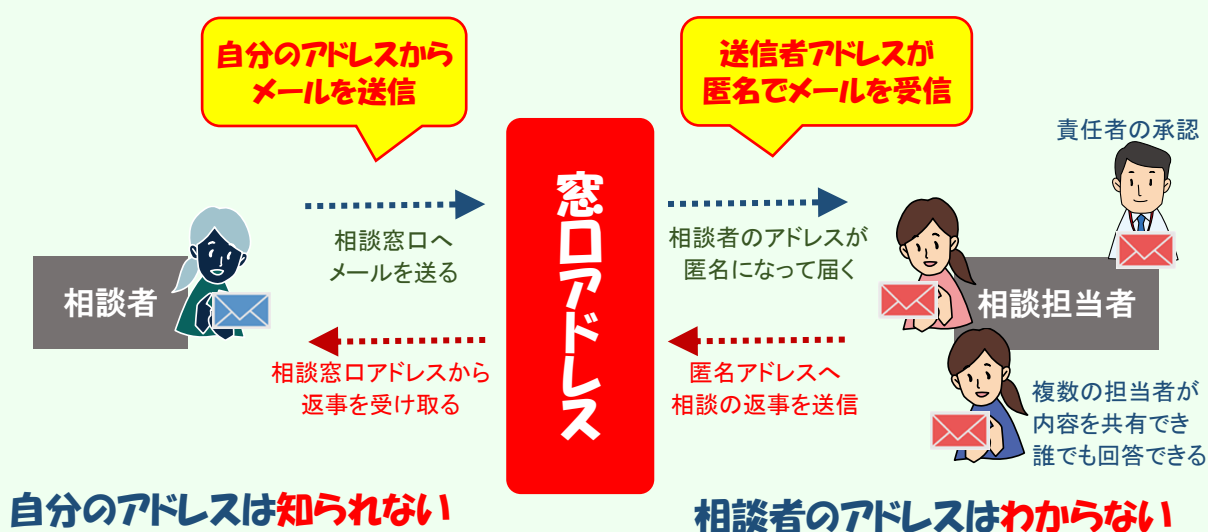 自分のアドレスから
メールを送信
送信者アドレスが
匿名でメールを受信
責任者の承認
窓口アドレス
相談窓口へ
メールを送る
相談者のアドレスが
匿名になって届く
相談者
相談担当者
相談窓口アドレスから
返事を受け取る
匿名アドレスへ
相談の返事を送信
複数の担当者が
内容を共有でき
誰でも回答できる
自分のアドレスは知られない
相談者のアドレスはわからない